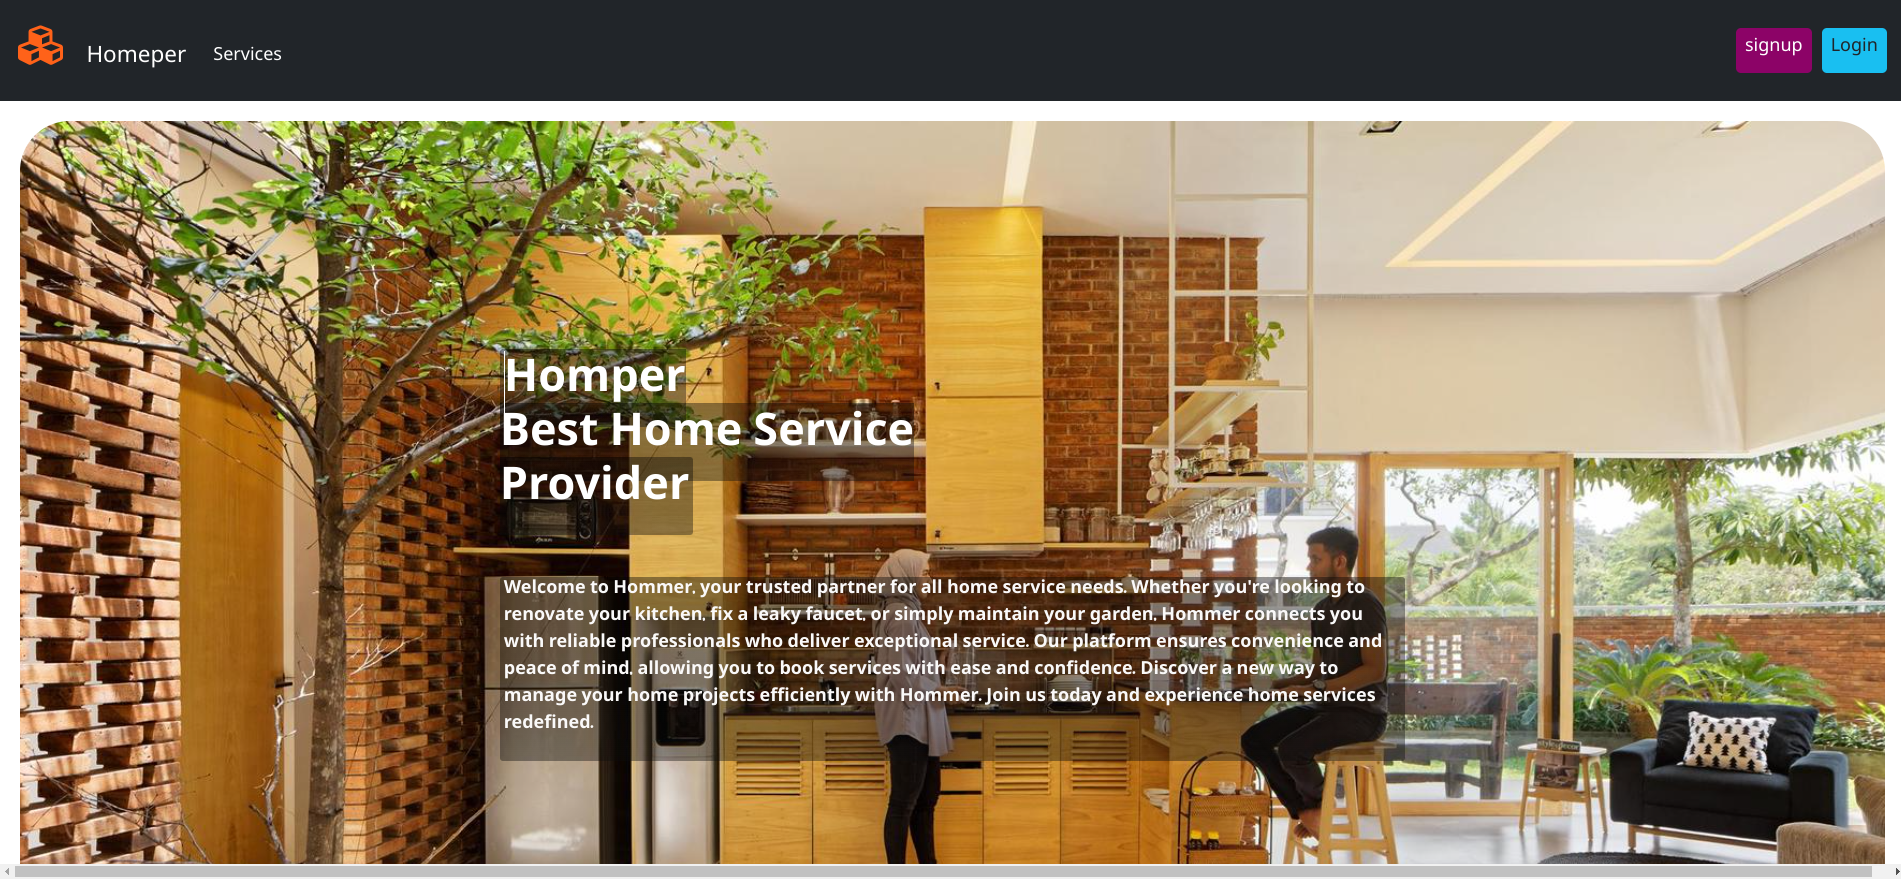 Homeper
Services
signup
Login
Homper
Best Home Service
Provider
Welcome to Hommer, your trusted partner for all home service needs. Whether you're looking to
renovate your kitchen, fix a leaky faucet, or simply maintain your garden, Hommer connects you
with reliable professionals who deliver exceptional service. Our platform ensures convenience and
peace of mind, allowing you to book services with ease and confidence. Discover a new way to
manage your home projects efficiently with Hommer. Join us today and experience home services
redefined.
style+decor